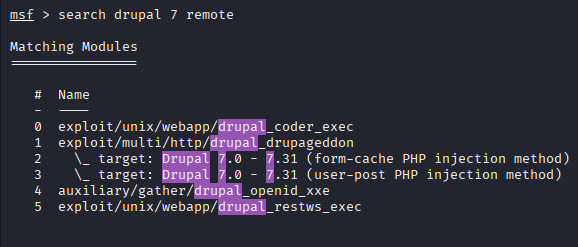 msf > search drupal 7 remote
Matching Modules
================
# Name
- ----
0 exploit/unix/webapp/drupal_coder_exec
1 exploit/multi/http/drupal_drupageddon
2 \_ target: Drupal 7.0 - 7.31 (form-cache PHP injection method)
3 \_ target: Drupal 7.0 - 7.31 (user-post PHP injection method)
4 auxiliary/gather/drupal_openid_xxe
5 exploit/unix/webapp/drupal_restws_exec